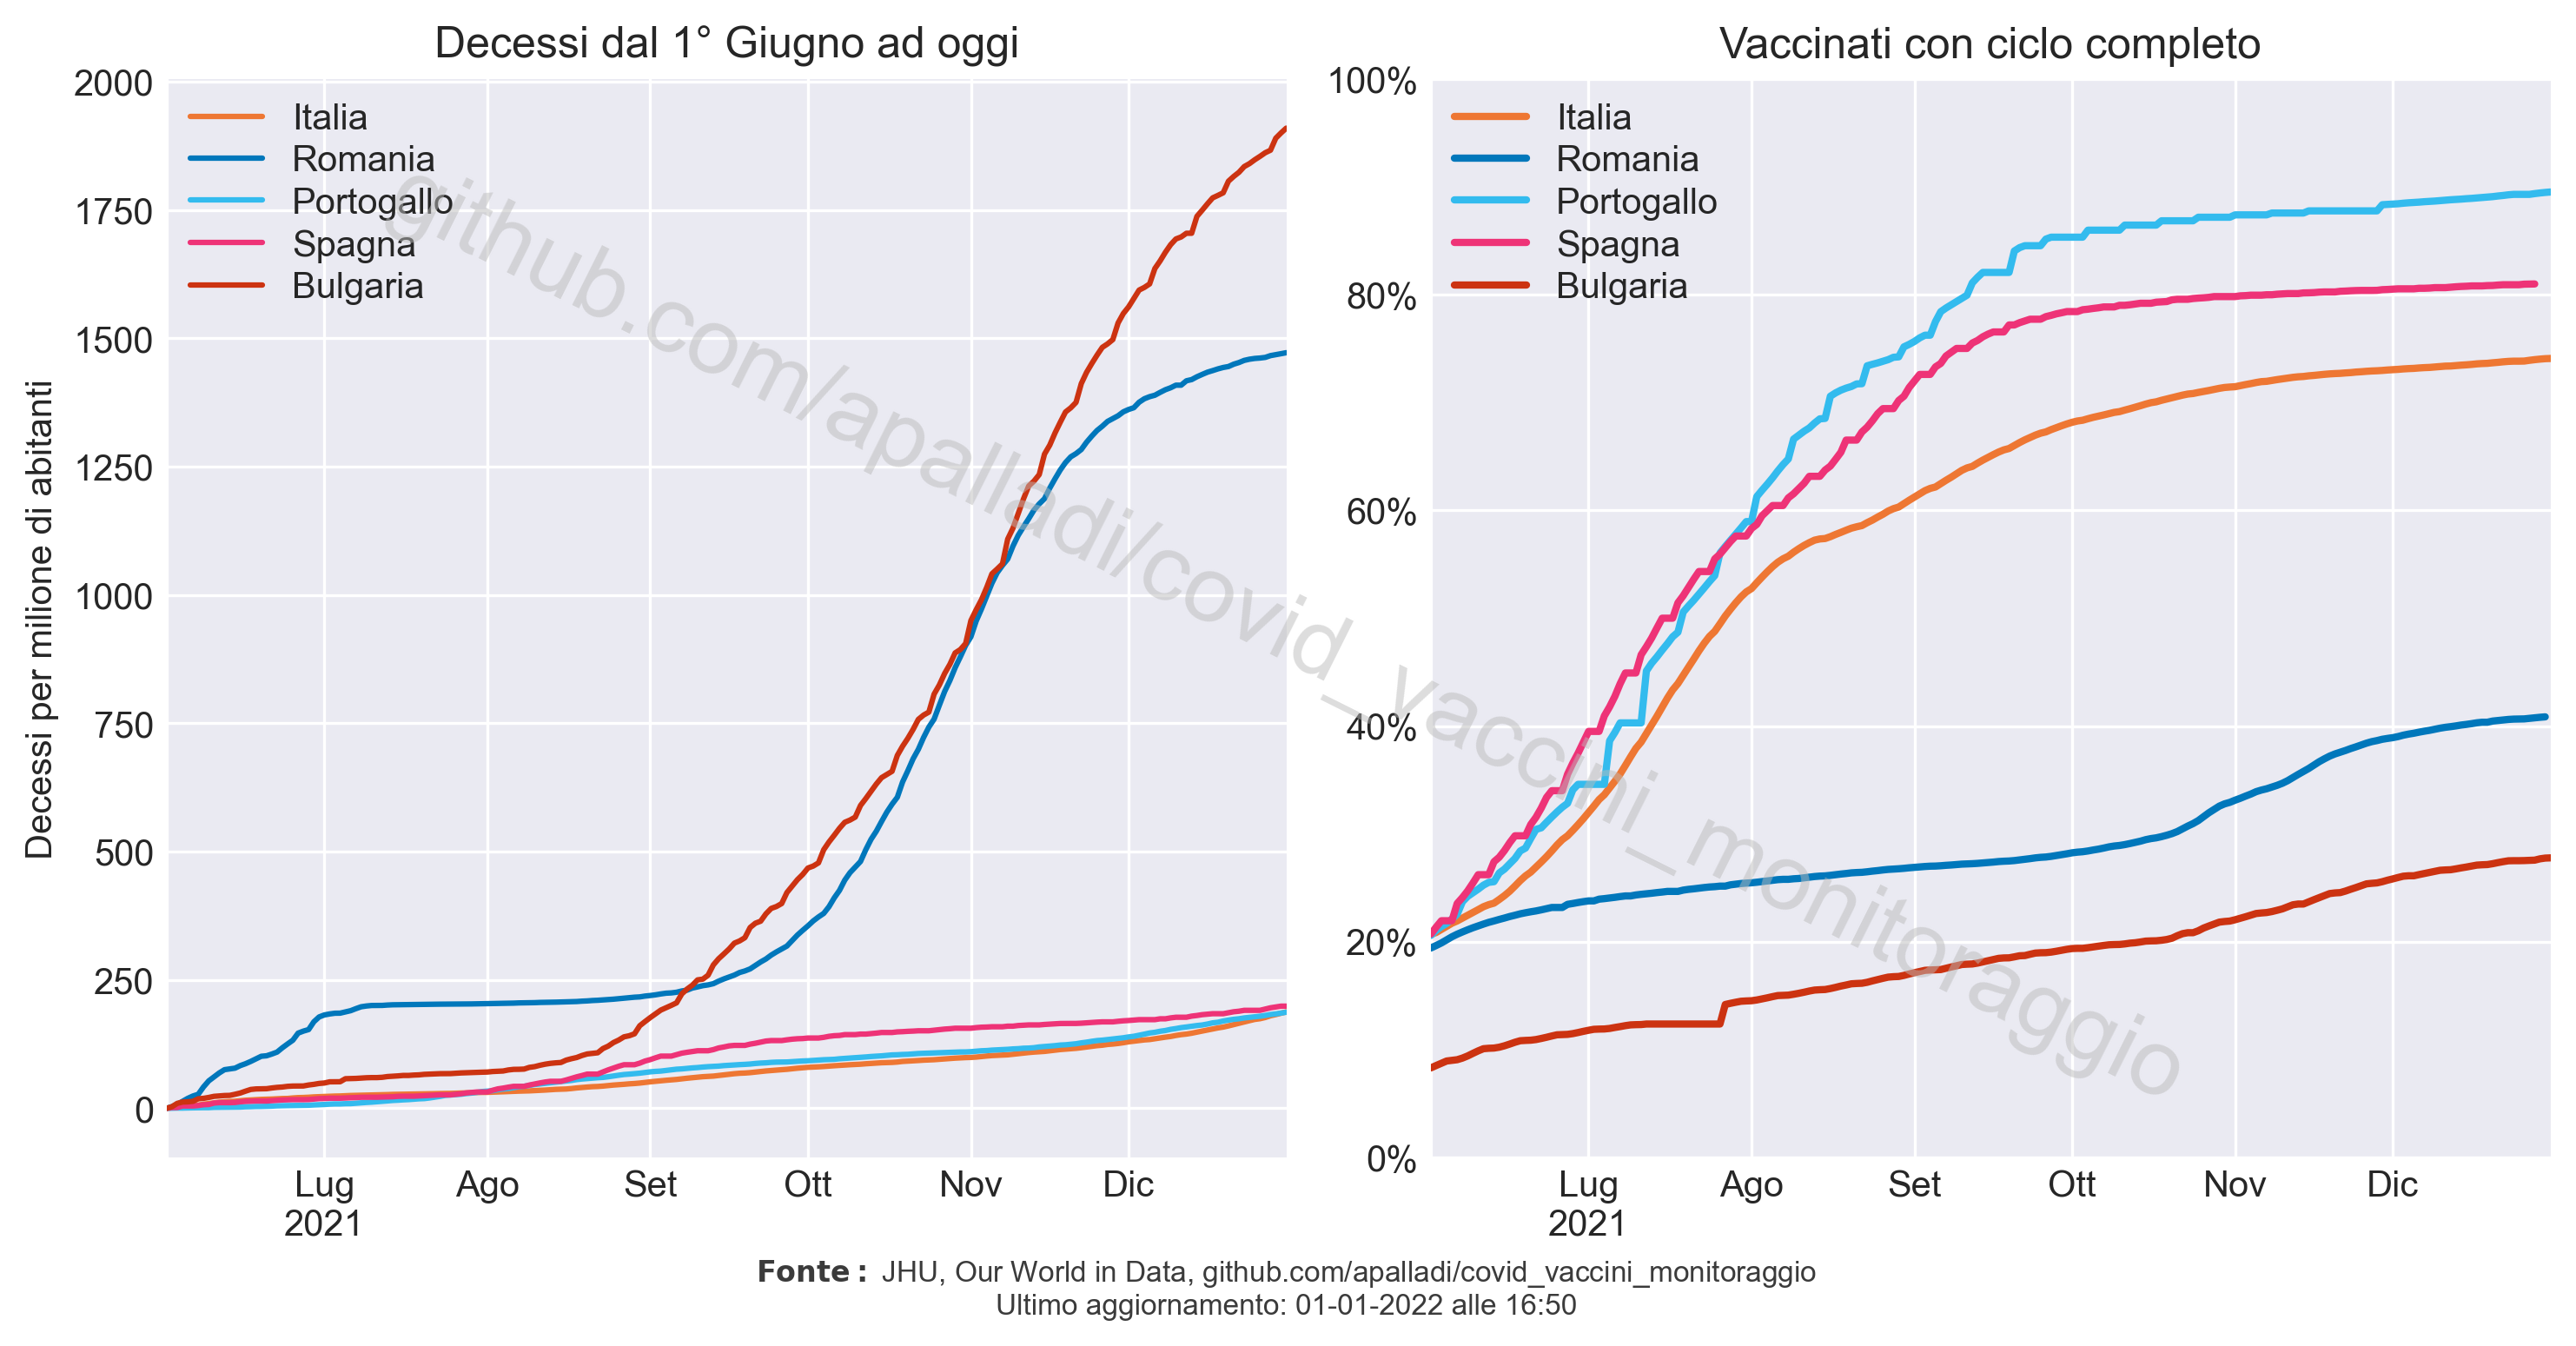 Decessi dal 1° Giugno ad oggi
Decessi per milione di abitanti
2000
1750
1500
1250
1000
750
500
250
0
Italia
Romania
Portogallo
Spagna
Bulgaria
Lug
2021
Ago
Set
Ott
Nov
Dic
Vaccinati con ciclo completo
100%
80%
60%
40%
20%
0%
Italia
Romania
Portogallo
Spagna
Bulgaria
Lug
2021
Ago
Set
Ott
Nov
Dic
github.com/apalladi/covid_vaccini_monitoraggio
Fonte: JHU, Our World in Data, github.com/apalladi/covid_vaccini_monitoraggio
Ultimo aggiornamento: 01-01-2022 alle 16:50